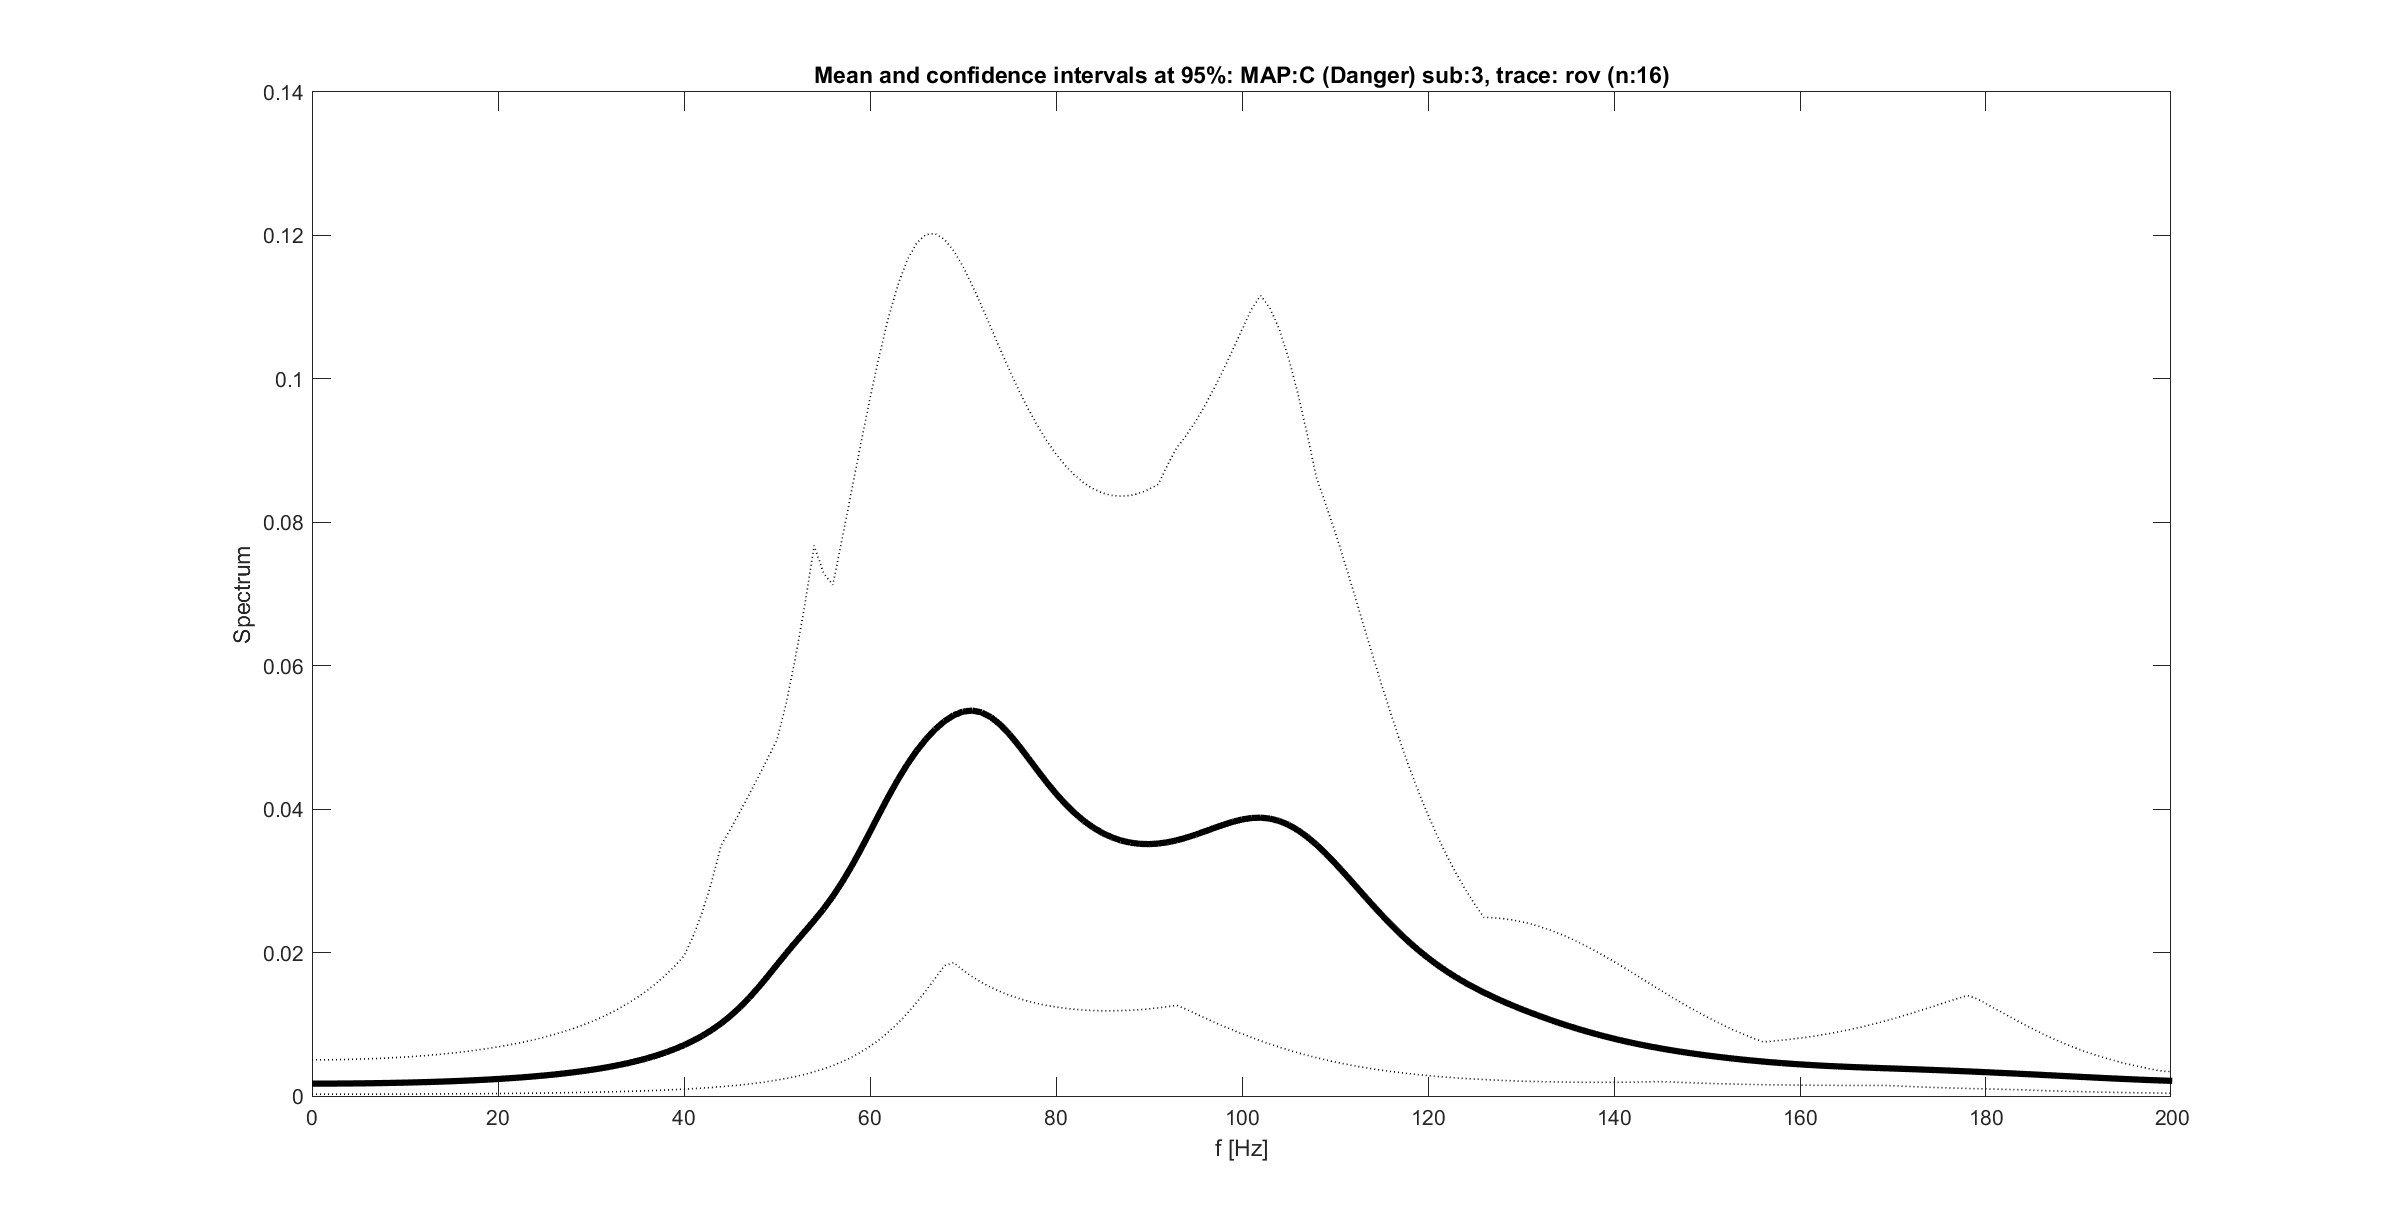 Mean and confidence intervals at 95%: MAP:C (Danger) sub:3, trace: rov (n:16)
0.14
0.12
0.1
0.08
0.06
0.04
0.02
0
Spectrum
0 20 40 60 80 100 120 140 160 180 200
f [Hz]